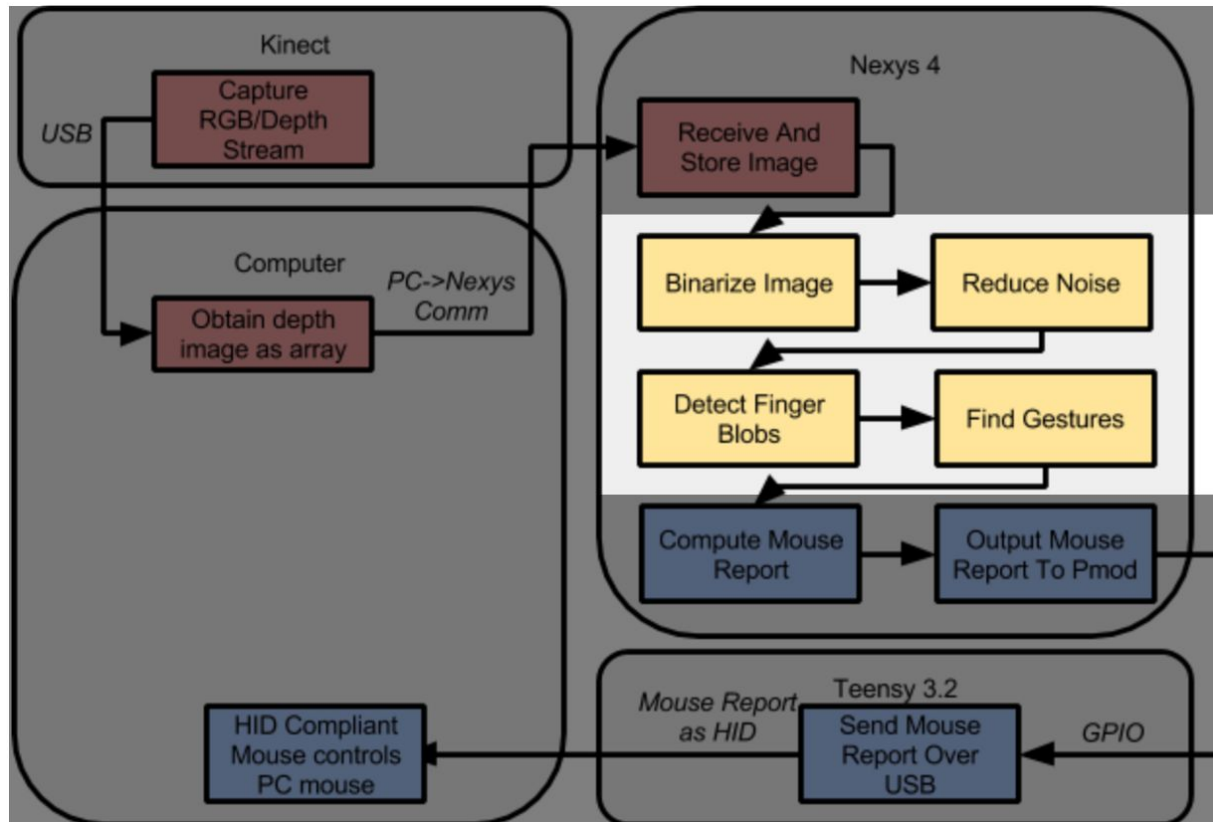 Kinect
Capture
RGB/Depth
Stream
USB
Computer
Obtain depth
image as array
PC->Nexys
Comm
Nexys 4
Receive And
Store Image
Binarize Image
Reduce Noise
Detect Finger
Blobs
Find Gestures
Compute Mouse
Report
Output Mouse
Report To Pmod
Teensy 3.2
GPIO
Send Mouse
Report Over
USB
Mouse Report
as HID
HID Compliant
Mouse controls
PC mouse